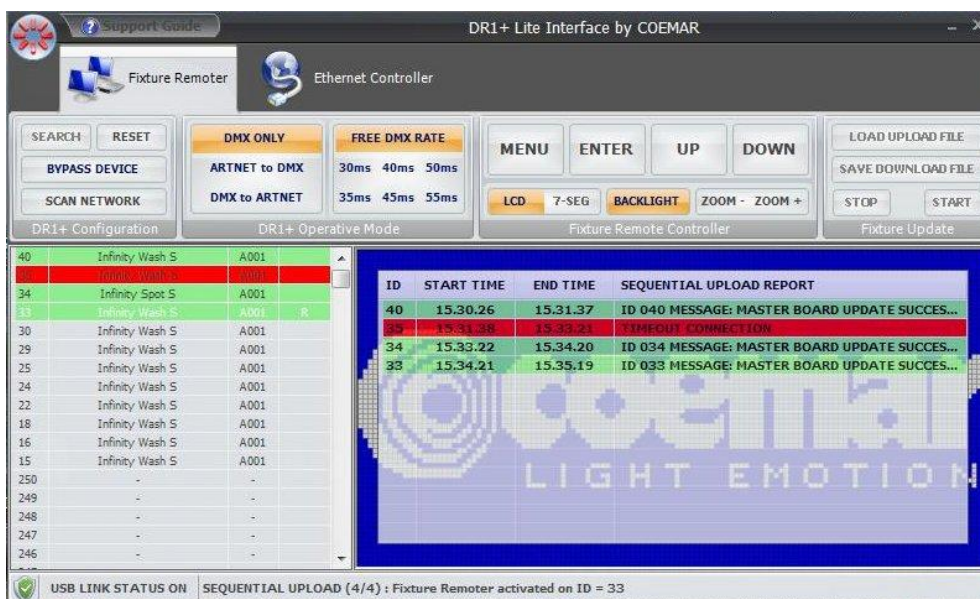 Support Guide
DR1+ Lite Interface by COEMAR
Fixture Remoter
Ethernet Controller
SEARCH RESET
BYPASS DEVICE
SCAN NETWORK
DR1+ Configuration
DMX ONLY FREE DMX RATE
ARTNET to DMX 30ms 40ms 50ms
DMX to ARTNET 35ms 45ms 55ms
DR1+ Operative Mode
MENU ENTER UP DOWN
LCD 7-SEG BACKLIGHT ZOOM - ZOOM +
Fixture Remote Controller
LOAD UPLOAD FILE
SAVE DOWNLOAD FILE
STOP START
Fixture Update
40 Infinity Wash S A001
35 Infinity Wash S A001
34 Infinity Spot S A001
33 Infinity Wash S A001 R
30 Infinity Wash S A001
29 Infinity Wash S A001
25 Infinity Wash S A001
24 Infinity Wash S A001
22 Infinity Wash S A001
18 Infinity Wash S A001
16 Infinity Wash S A001
15 Infinity Wash S A001
250 - -
249 - -
248 - -
247 - -
246 - -
ID START TIME END TIME SEQUENTIAL UPLOAD REPORT
40 15.30.26 15.31.37 ID 040 MESSAGE: MASTER BOARD UPDATE SUCCES...
35 15.31.38 15.33.21 TIMEOUT CONNECTION
34 15.33.22 15.34.20 ID 034 MESSAGE: MASTER BOARD UPDATE SUCCES...
33 15.34.21 15.35.19 ID 033 MESSAGE: MASTER BOARD UPDATE SUCCES...
coemar
LIGHT EMOTION
USB LINK STATUS ON SEQUENTIAL UPLOAD (4/4) : Fixture Remoter activated on ID = 33